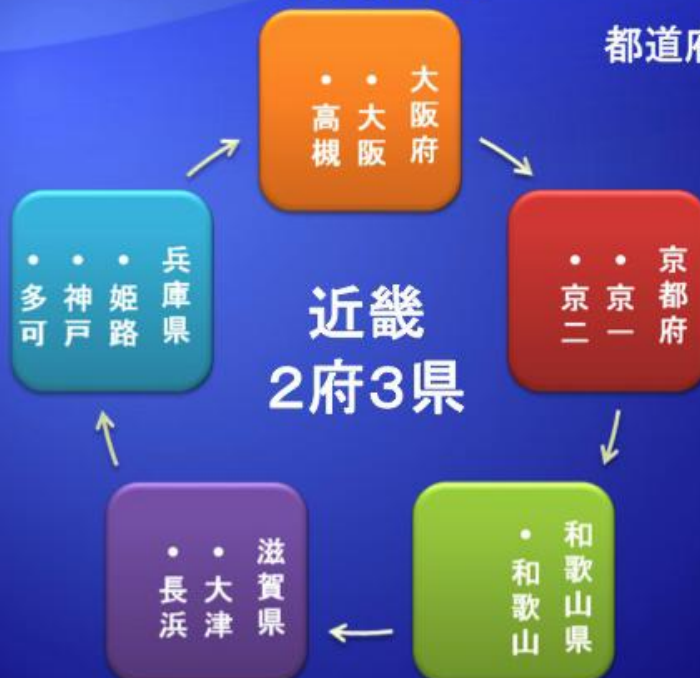 都道府
大阪府
・大阪
・高槻
京都府
・京一
・京二
和歌山県
・和歌山
滋賀県
・大津
・長浜
兵庫県
・姫路
・神戸
・多可
近畿
２府３県